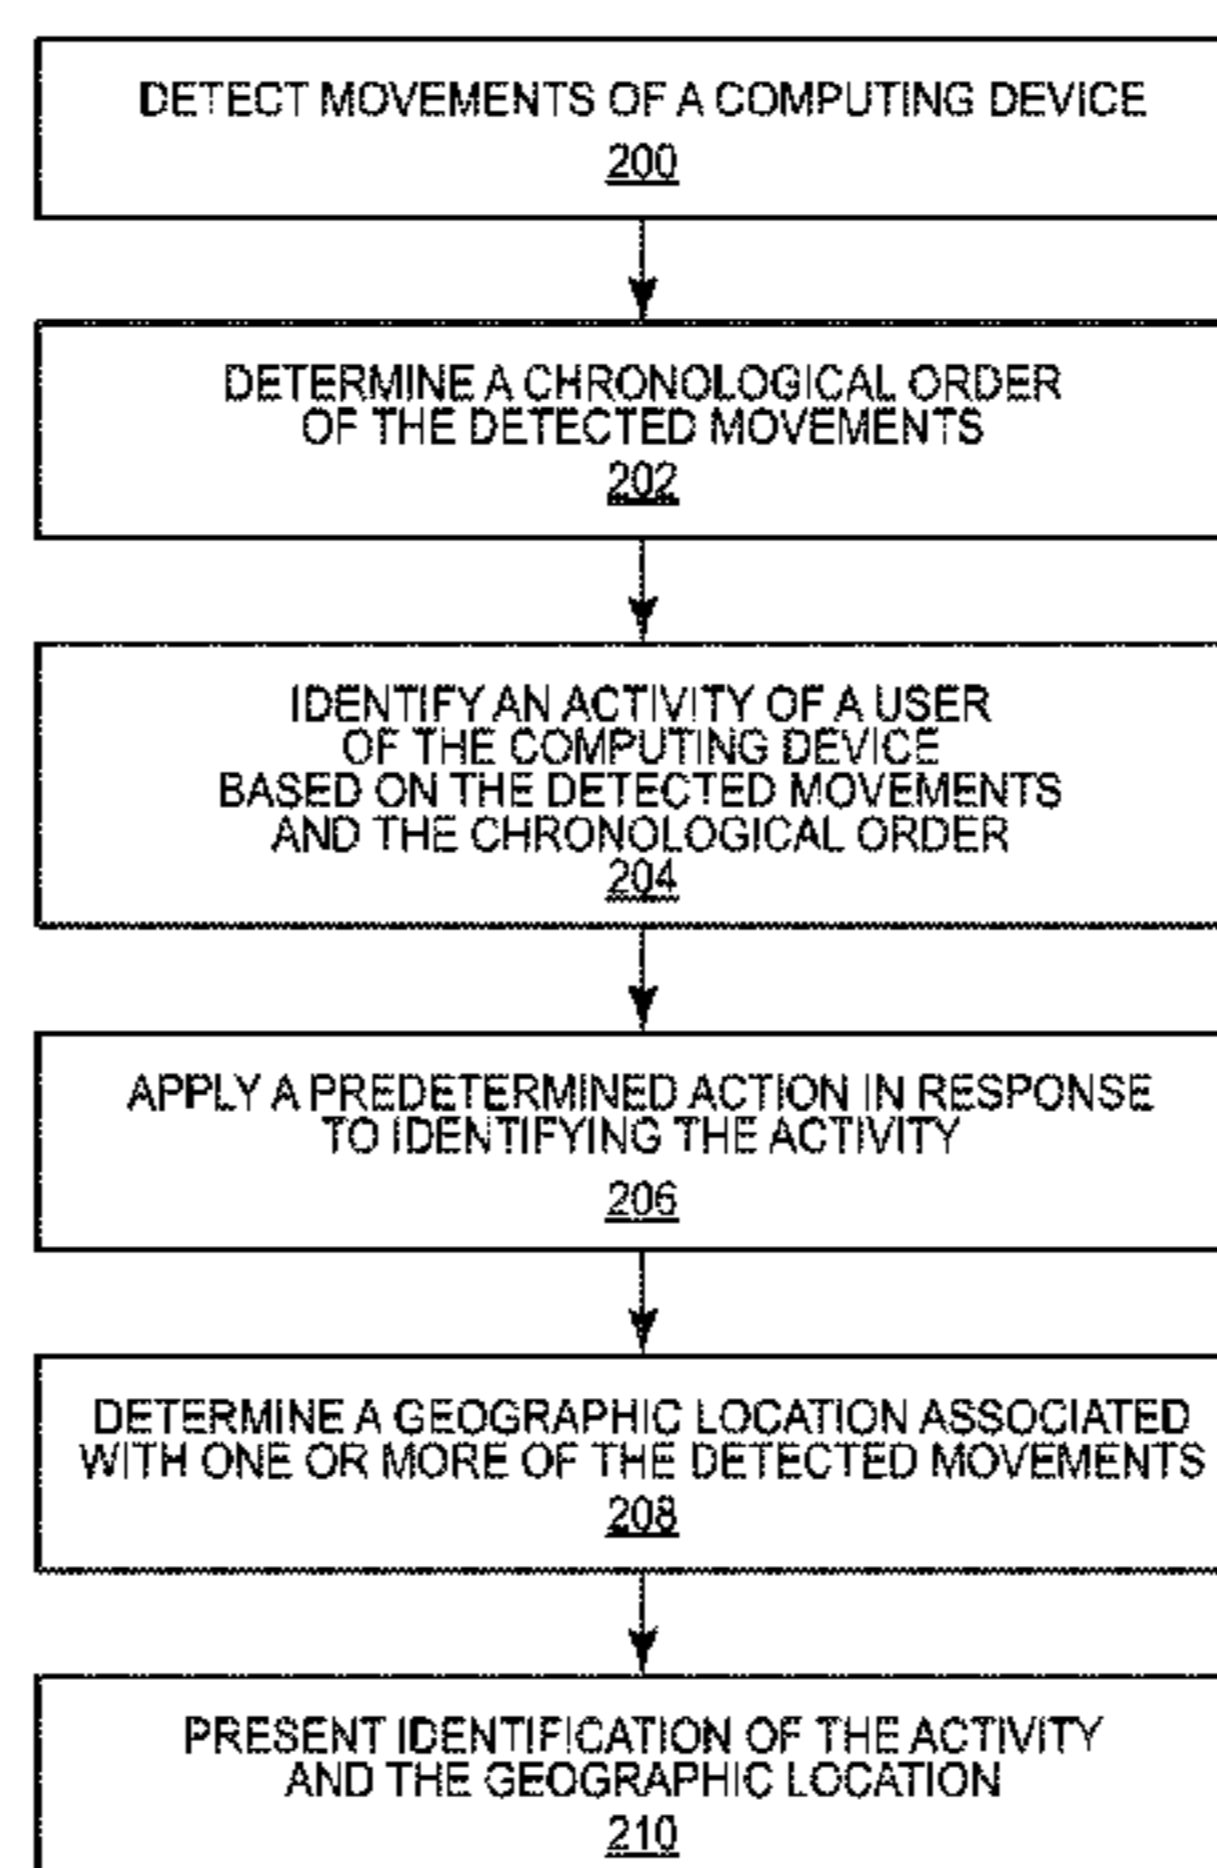 DETECT MOVEMENTS OF A COMPUTING DEVICE
200
DETERMINE A CHRONOLOGICAL ORDER
OF THE DETECTED MOVEMENTS
202
IDENTIFY AN ACTIVITY OF A USER
OF THE COMPUTING DEVICE
BASED ON THE DETECTED MOVEMENTS
AND THE CHRONOLOGICAL ORDER
204
APPLY A PREDETERMINED ACTION IN RESPONSE
TO IDENTIFYING THE ACTIVITY
206
DETERMINE A GEOGRAPHIC LOCATION ASSOCIATED
WITH ONE OR MORE OF THE DETECTED MOVEMENTS
208
PRESENT IDENTIFICATION OF THE ACTIVITY
AND THE GEOGRAPHIC LOCATION
210